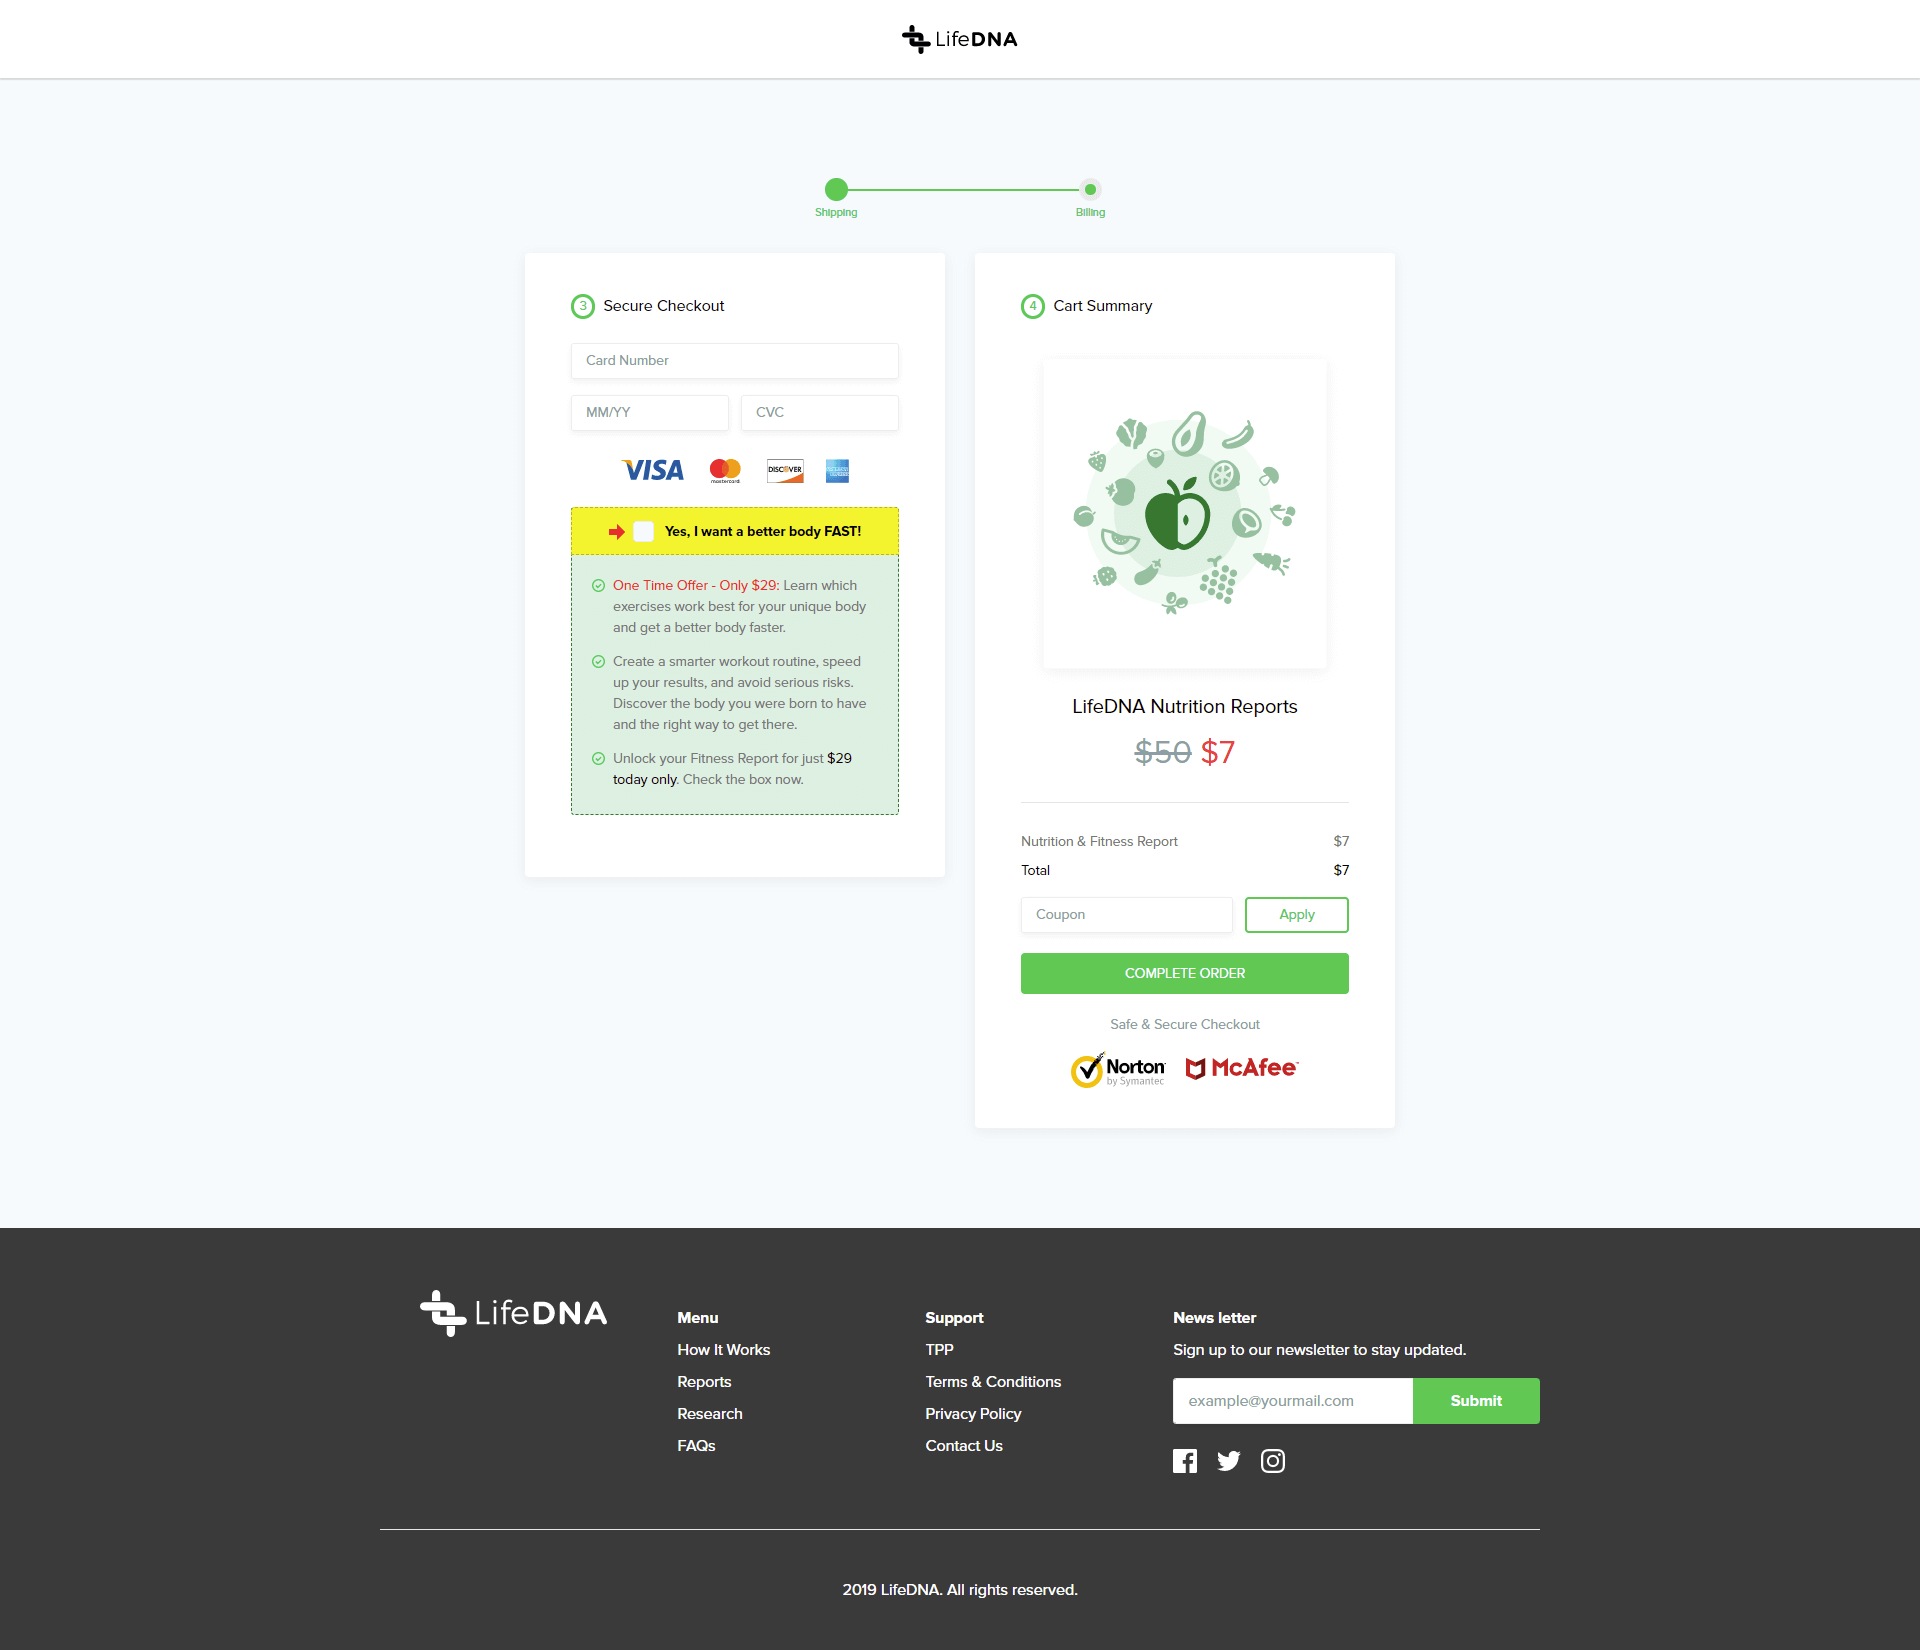 LifeDNA
Shipping
Billing
3 Secure Checkout
Card Number
MM/YY
CVC
VISA
mastercard
DISCOVER
Yes, I want a better body FAST!
One Time Offer - Only $29: Learn which
exercises work best for your unique body
and get a better body faster.
Create a smarter workout routine, speed
up your results, and avoid serious risks.
Discover the body you were born to have
and the right way to get there.
Unlock your Fitness Report for just $29
today only. Check the box now.
4 Cart Summary
LifeDNA Nutrition Reports
$50 $7
Nutrition & Fitness Report $7
Total $7
Coupon
Apply
COMPLETE ORDER
Safe & Secure Checkout
Norton
by Symantec
McAfee
LifeDNA
Menu
How It Works
Reports
Research
FAQs
Support
TPP
Terms & Conditions
Privacy Policy
Contact Us
News letter
Sign up to our newsletter to stay updated.
example@yourmail.com
Submit
2019 LifeDNA. All rights reserved.